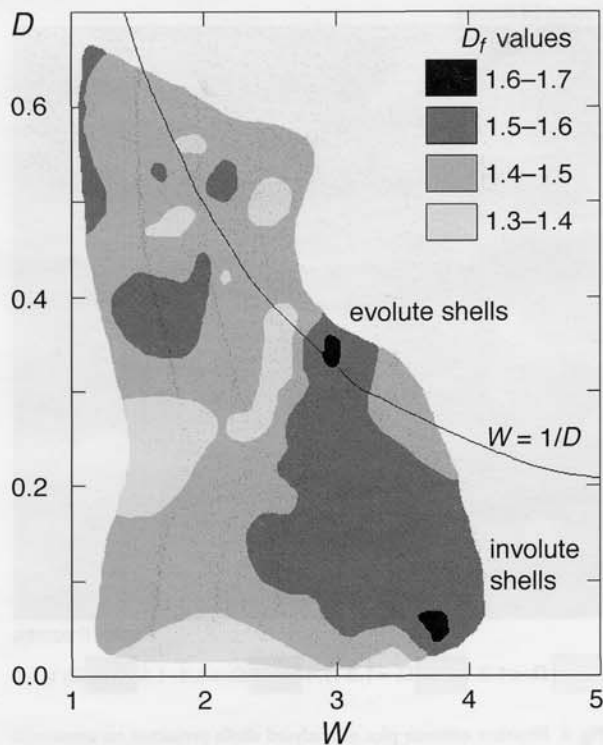 D
D_f values
1.6–1.7
1.5–1.6
1.4–1.5
1.3–1.4
0.6
0.4
0.2
0.0
evolute shells
W = 1/D
involute
shells
1
2
3
4
5
W